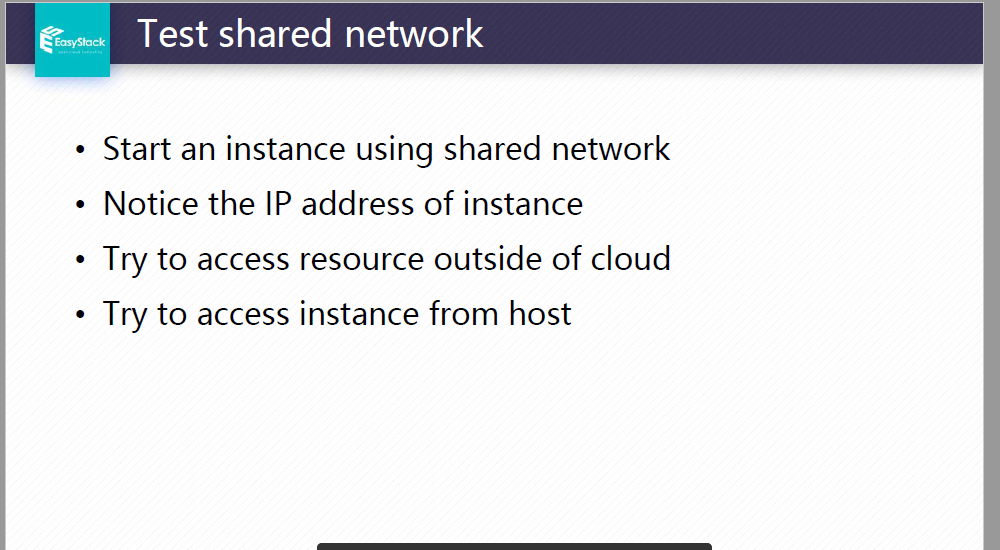 EasyStack
Test shared network
• Start an instance using shared network
• Notice the IP address of instance
• Try to access resource outside of cloud
• Try to access instance from host